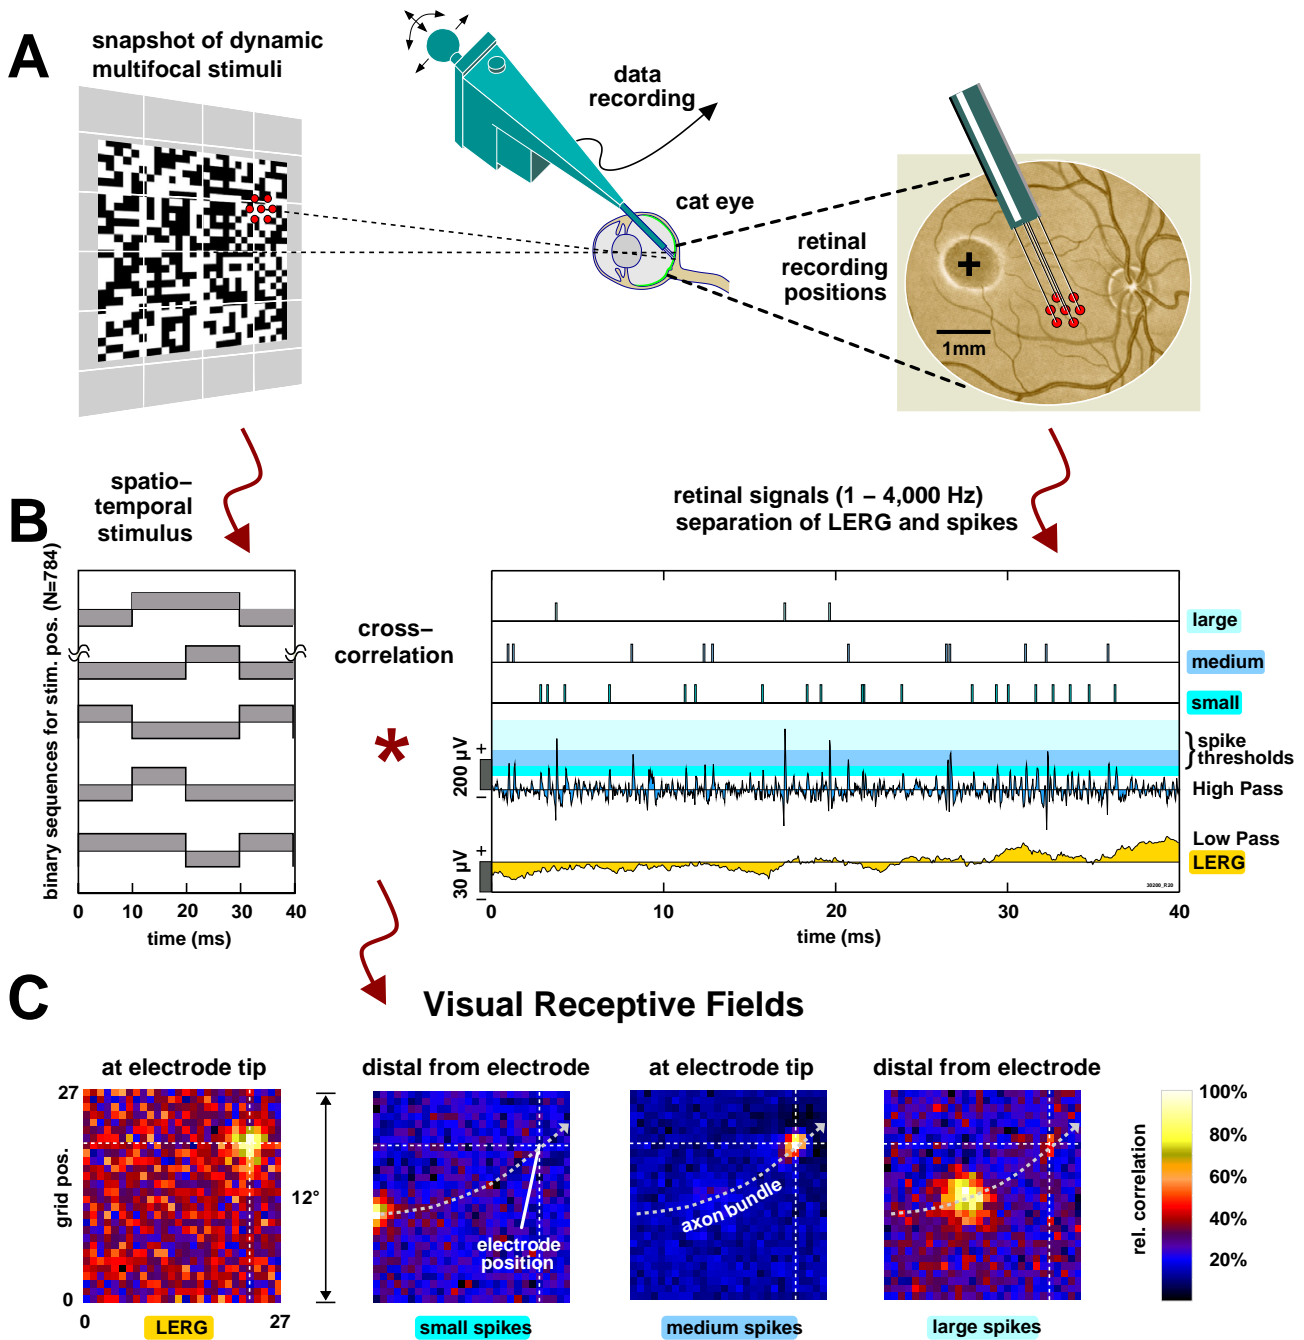 A
snapshot of dynamic
multifocal stimuli
data
recording
cat eye
retinal
recording
positions
+
1mm
B
spatio–
temporal
stimulus
retinal signals (1 – 4,000 Hz)
separation of LERG and spikes
binary sequences for stim. pos. (N=784)
0 10 20 30 40
time (ms)
cross–
correlation
*
large
medium
small
spike
thresholds
High Pass
Low Pass
LERG
+
200 µV
–
+
30 µV
–
30200_R20
0 10 20 30 40
time (ms)
C
Visual Receptive Fields
at electrode tip
distal from electrode
at electrode tip
distal from electrode
27
grid pos.
0
0 27
12°
electrode
position
axon bundle
100%
80%
60%
40%
20%
rel. correlation
LERG
small spikes
medium spikes
large spikes